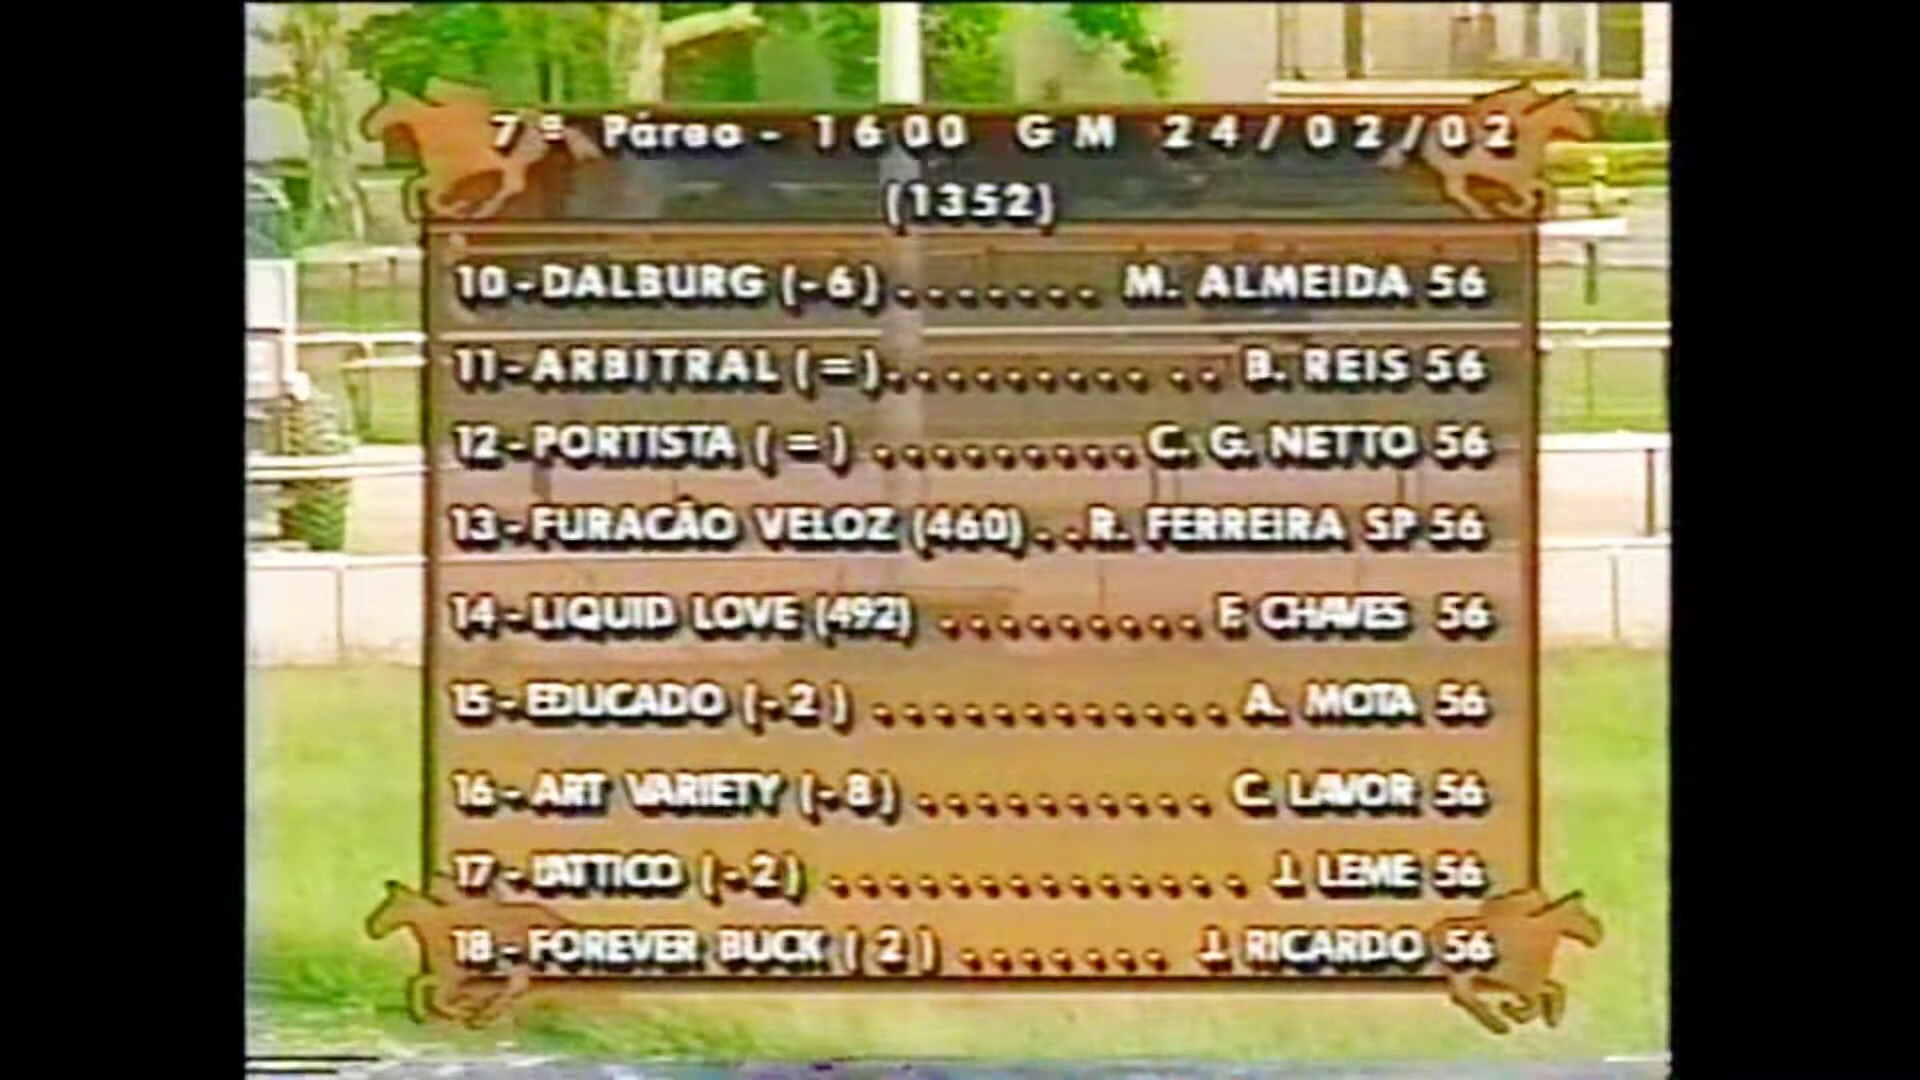 7º Páreo - 1600 GM 24/02/02
(1352)
10-DALBURG (-6) ....... M. ALMEIDA 56
11-ARBITRAL (=).......... .. B. REIS 56
12-PORTISTA (=) ......... C. G. NETTO 56
13-FURACÃO VELOZ (460)...R. FERREIRA SP 56
14-LIQUID LOVE (492) ......... F. CHAVES 56
15-EDUCADO (-2) ............ A. MOTA 56
16-ART VARIETY (-8) .......... C. LAVOR 56
17- (-2) .............. J. LEME 56
18-FOREVER BUCK (2) ....... J. RICARDO 56